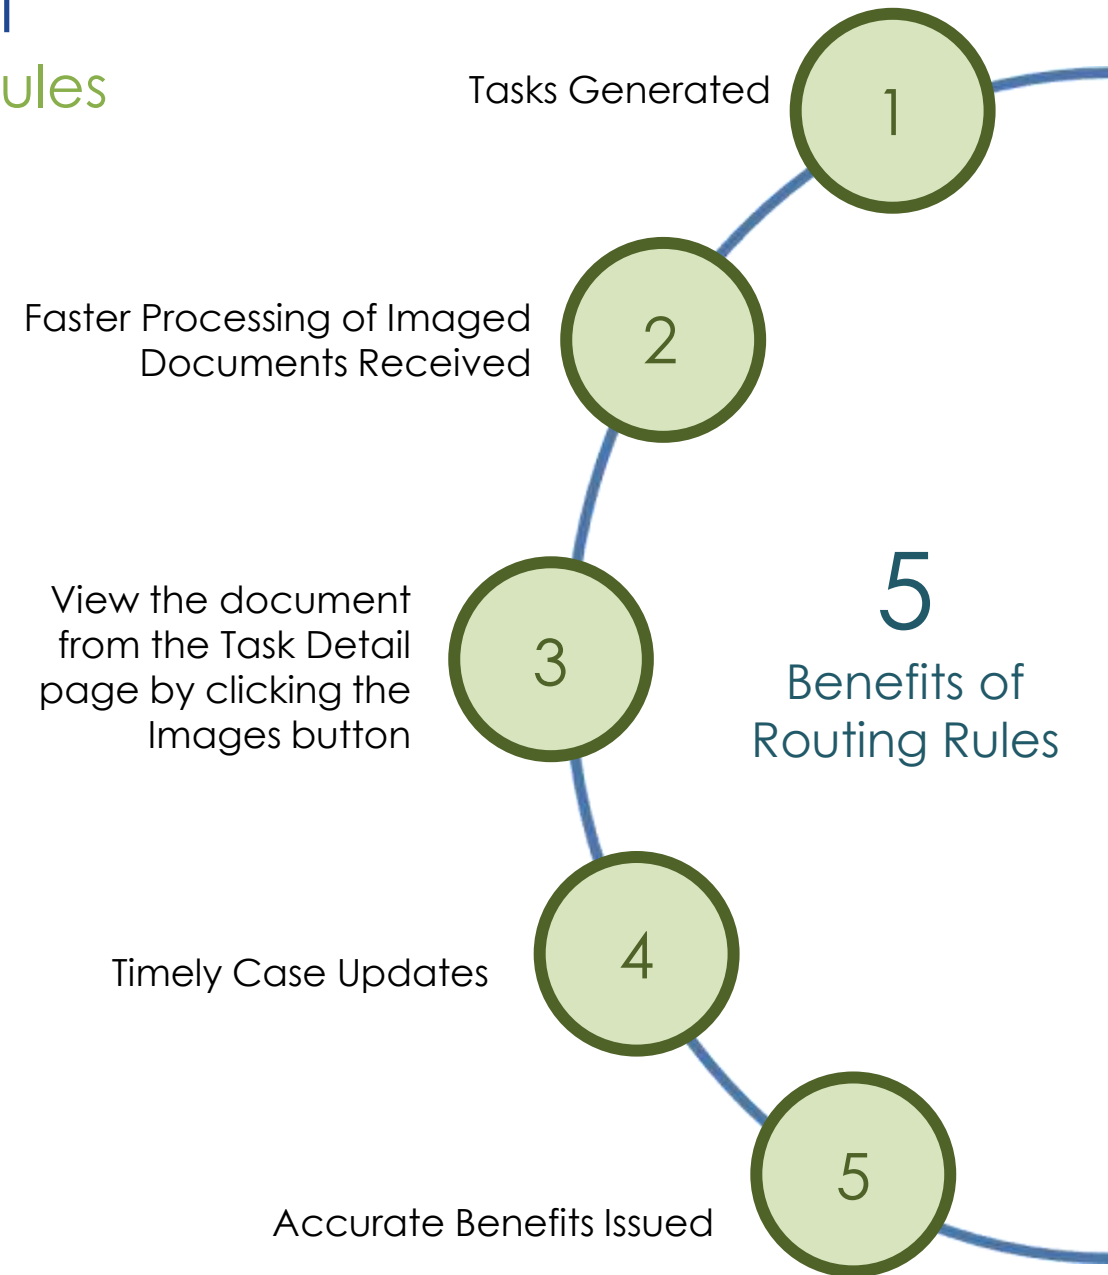 ules
Tasks Generated
1
Faster Processing of Imaged
Documents Received
2
View the document
from the Task Detail
page by clicking the
Images button
3
5
Benefits of
Routing Rules
Timely Case Updates
4
Accurate Benefits Issued
5